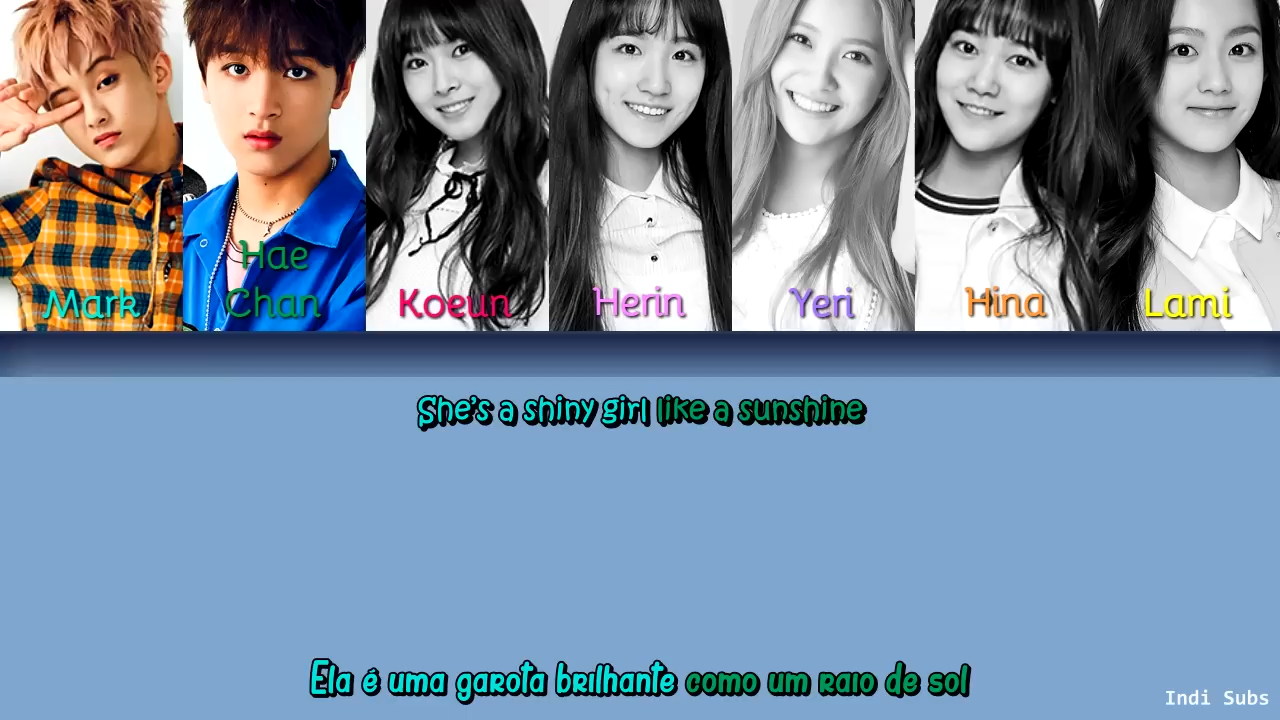 Mark
Hae
Chan
Koeun
Herin
Yeri
Hina
Lami
She's a shiny girl like a sunshine
Ela é uma garota brilhante como um raio de sol
Indi Subs